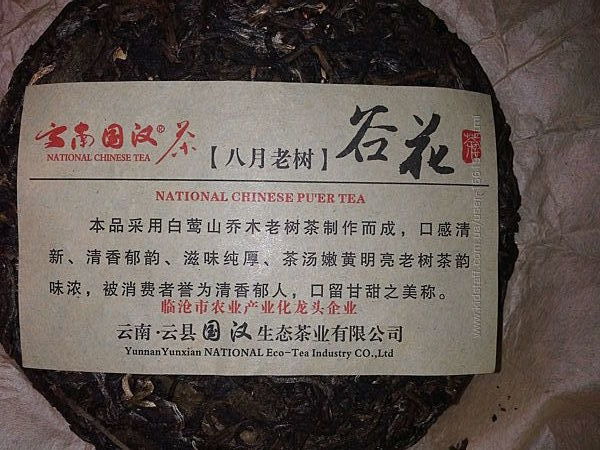 云南国汉®茶
NATIONAL CHINESE TEA
【八月老树】谷花
NATIONAL CHINESE PU'ER TEA
本品采用白莺山乔木老树茶制作而成，口感清
新、清香郁韵、滋味纯厚、茶汤嫩黄明亮老树茶韵
味浓，被消费者誉为清香郁人，口留甘甜之美称。
临沧市农业产业化龙头企业
云南·云县国汉生态茶业有限公司
YunnanYunxian NATIONAL Eco-Tea Industry CO.,Ltd